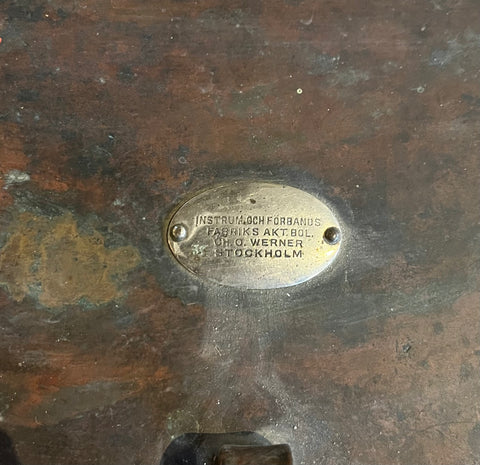 INSTRUM. OCH FÖRBANDS
FABRIKS AKT. BOL.
CH. O. WERNER
STOCKHOLM